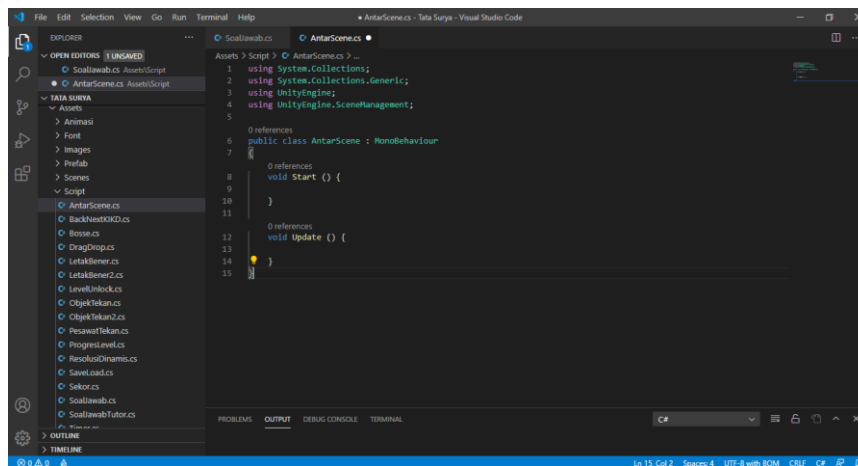 File Edit Selection View Go Run Terminal Help
● AntarScene.cs - Tata Surya - Visual Studio Code
EXPLORER
SoalJawab.cs
AntarScene.cs ●
OPEN EDITORS 1 UNSAVED
SoalJawab.cs Assets\Script
● AntarScene.cs Assets\Script
TATA SURYA
Assets
Animasi
Font
Images
Prefab
Scenes
Script
AntarScene.cs
BackNextKIKD.cs
Bosse.cs
DragDrop.cs
LetakBener.cs
LetakBener2.cs
LevelUnlock.cs
ObjekTekan.cs
ObjekTekan2.cs
PesawatTekan.cs
ProgresLevel.cs
ResolusiDinamis.cs
SaveLoad.cs
Sekor.cs
SoalJawab.cs
SoalJawabTutor.cs
OUTLINE
TIMELINE
Assets > Script > AntarScene.cs > ...
1 using System.Collections;
2 using System.Collections.Generic;
3 using UnityEngine;
4 using UnityEngine.SceneManagement;
5
0 references
6 public class AntarScene : MonoBehaviour
7 {
0 references
8 void Start () {
9
10 }
11
0 references
12 void Update () {
13
14 }
15 }
PROBLEMS OUTPUT DEBUG CONSOLE TERMINAL
C#
0 0
Ln 15, Col 2 Spaces: 4 UTF-8 with BOM CRLF C#